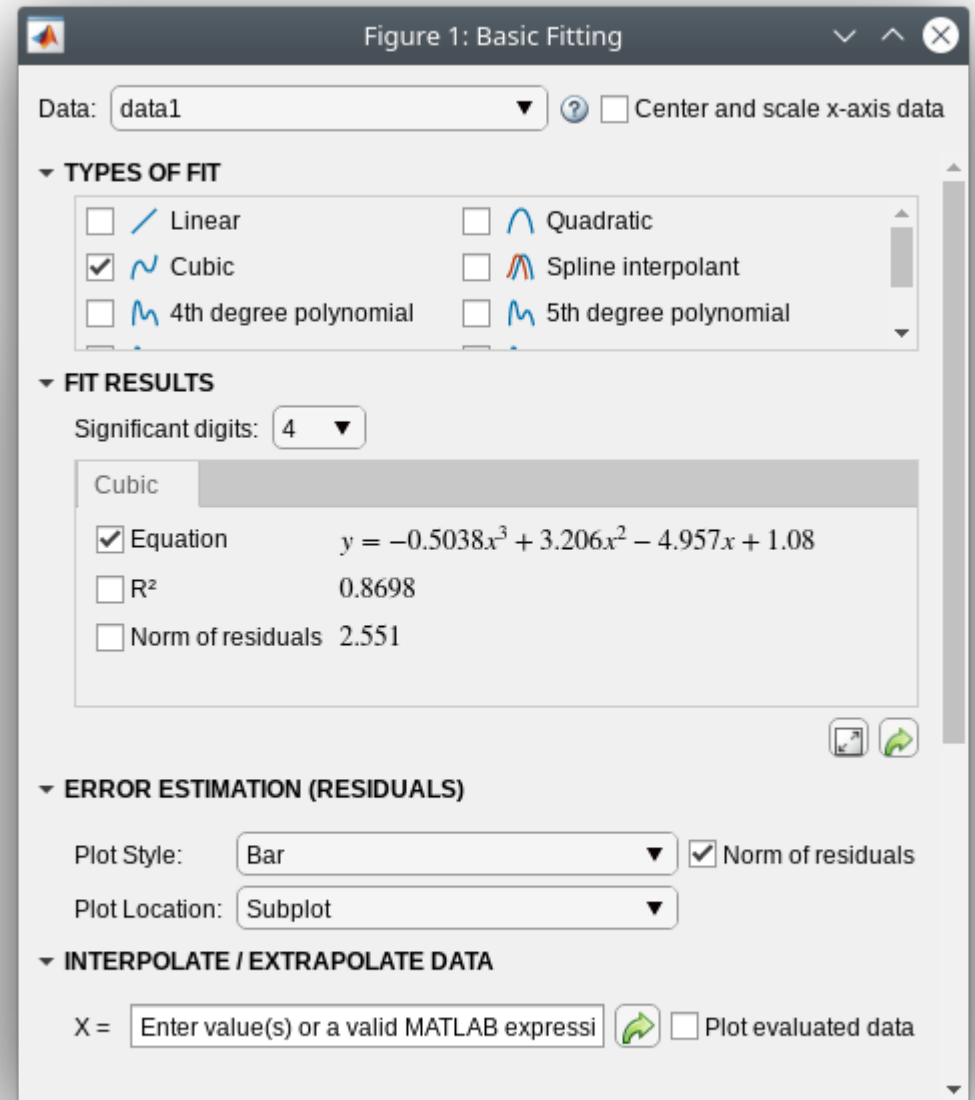 Figure 1: Basic Fitting
Data: data1 Center and scale x-axis data
TYPES OF FIT
Linear Quadratic
Cubic Spline interpolant
4th degree polynomial 5th degree polynomial
FIT RESULTS
Significant digits: 4
Cubic
Equation y = −0.5038x³ + 3.206x² − 4.957x + 1.08
R² 0.8698
Norm of residuals 2.551
ERROR ESTIMATION (RESIDUALS)
Plot Style: Bar Norm of residuals
Plot Location: Subplot
INTERPOLATE / EXTRAPOLATE DATA
X = Enter value(s) or a valid MATLAB expressi Plot evaluated data